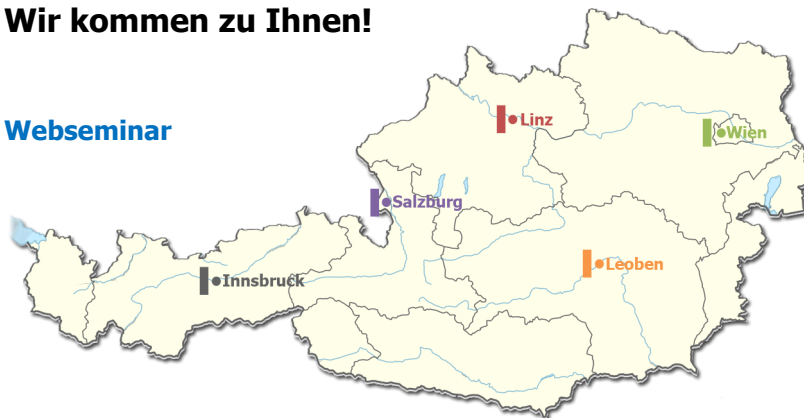 Wir kommen zu Ihnen!
Webseminar
Linz
Wien
Salzburg
Leoben
Innsbruck